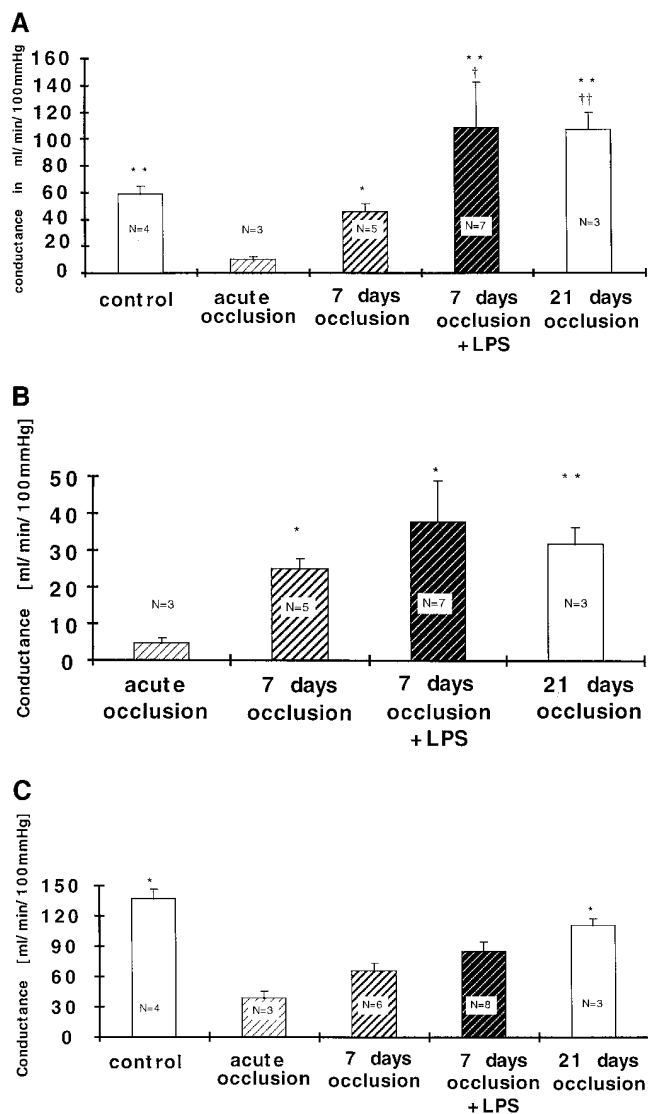 A
conductance in ml/min/100mmHg
160
140
120
100
80
60
40
20
0
* *
*
* *
†
* *
††
N=4
N=3
N=5
N=7
N=3
control
acute occlusion
7 days occlusion
7 days occlusion +LPS
21 days occlusion
B
Conductance [ml/min/100mmHg]
50
40
30
20
10
0
*
*
* *
N=3
N=5
N=7
N=3
acute occlusion
7 days occlusion
7 days occlusion +LPS
21 days occlusion
C
Conductance [ml/min/100mmHg]
150
120
90
60
30
0
*
*
N=4
N=3
N=6
N=8
N=3
control
acute occlusion
7 days occlusion
7 days occlusion +LPS
21 days occlusion